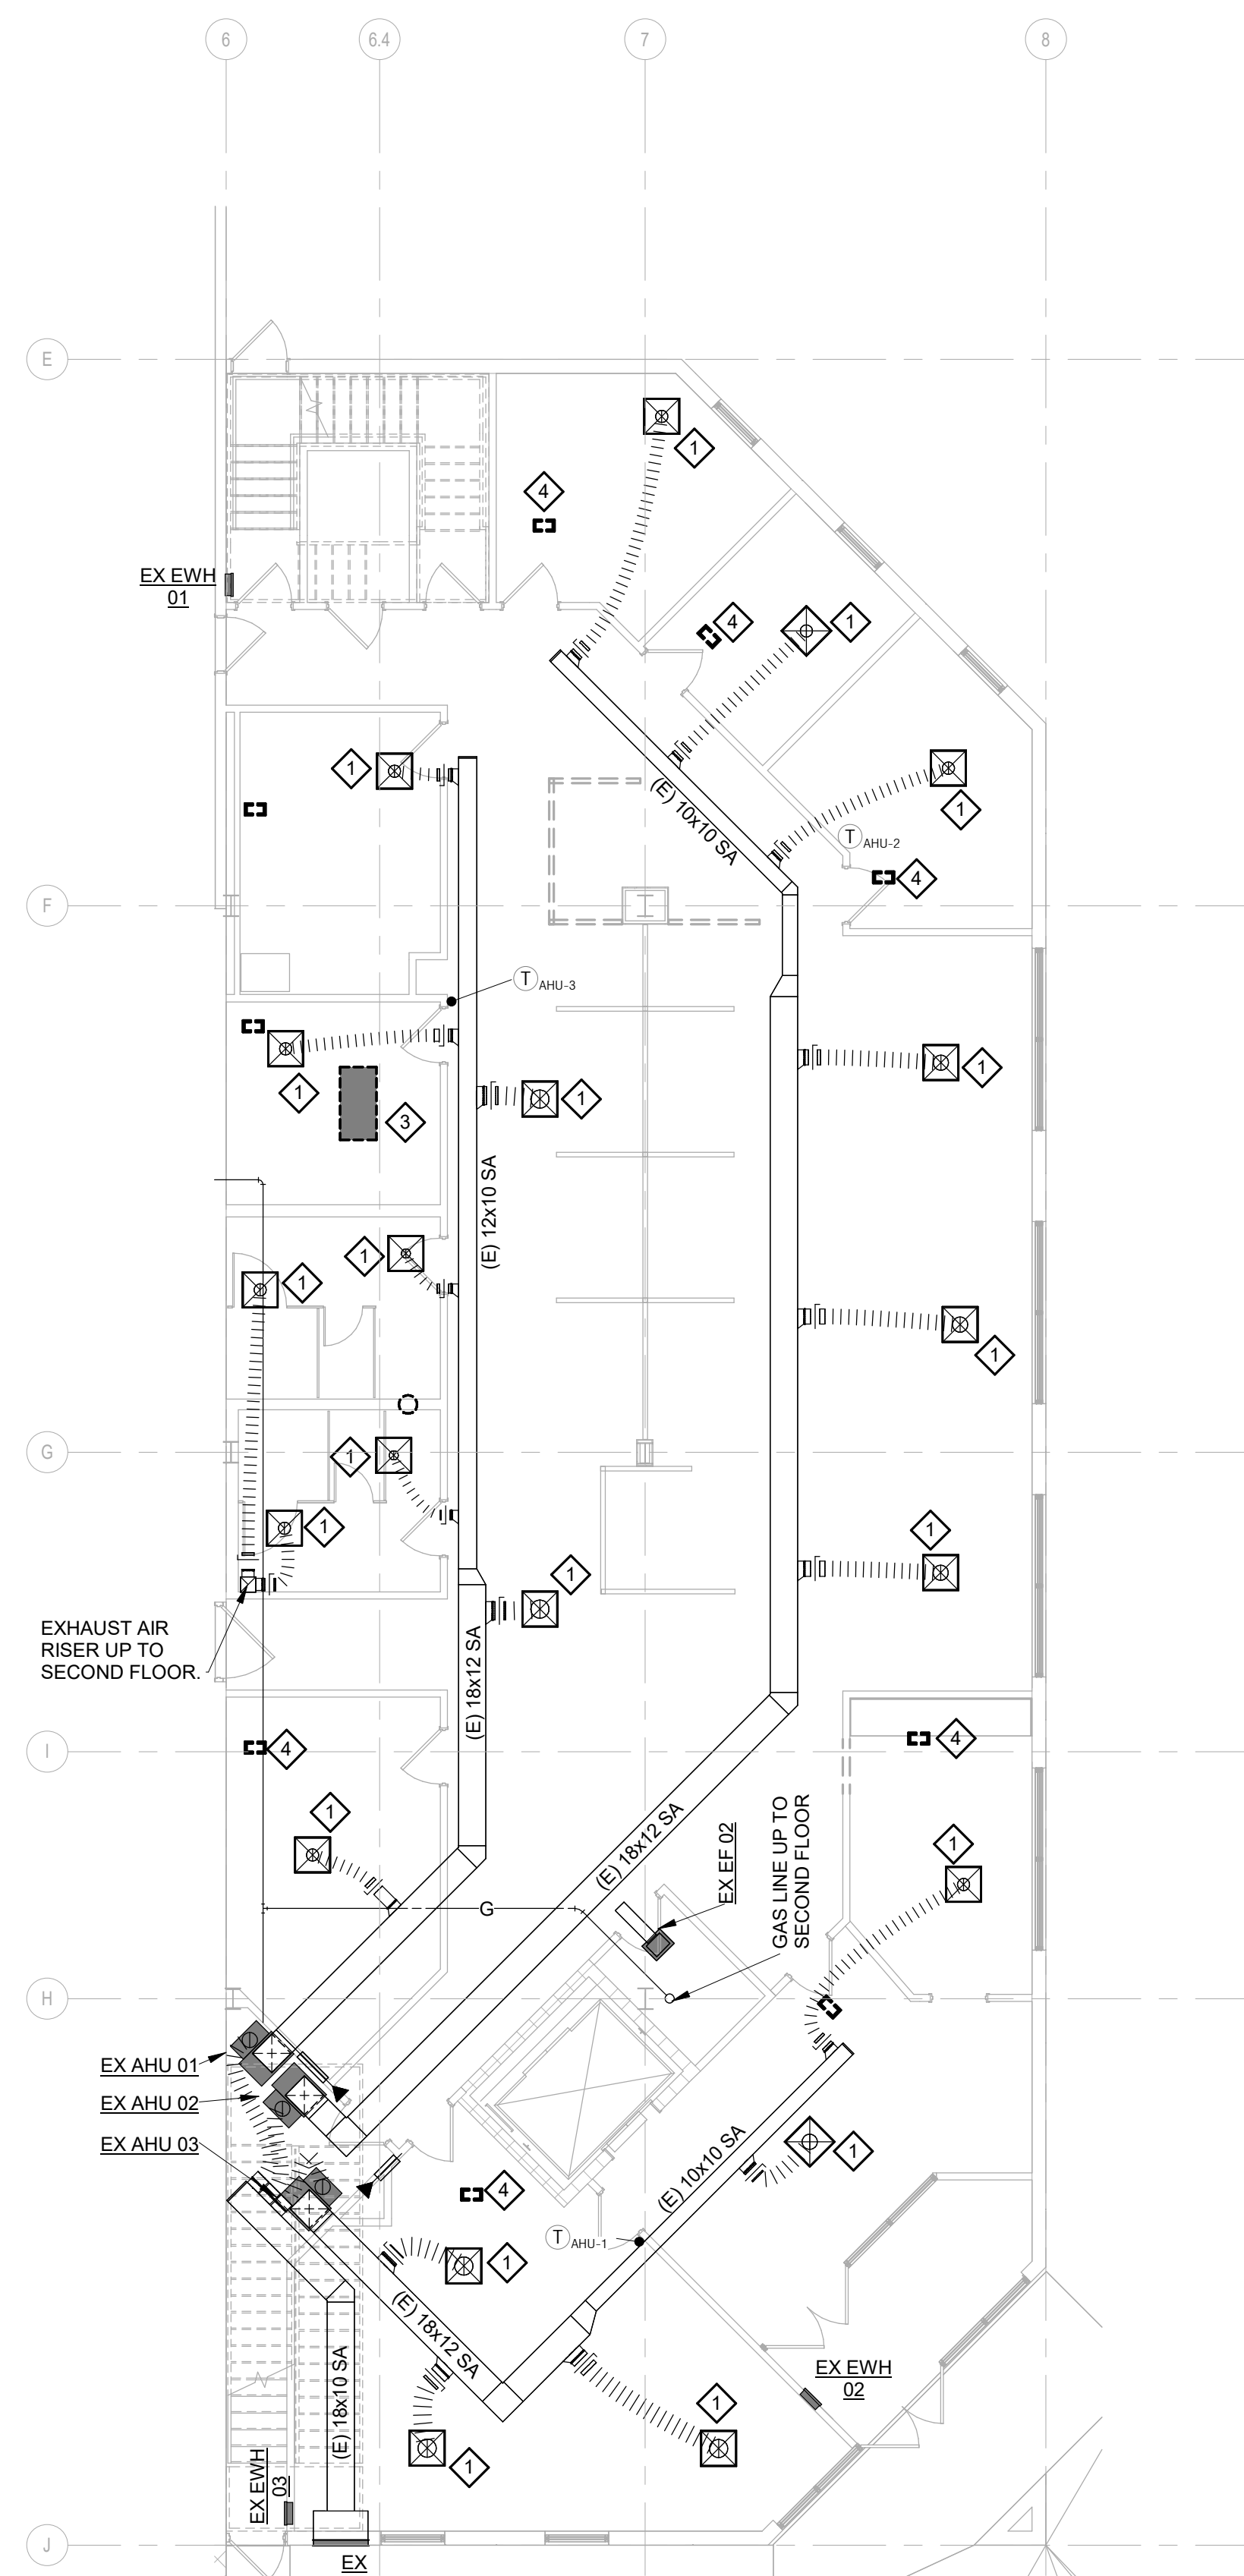 6
6.4
7
8
E
1
4
EX EWH
01
4
1
1
(E) 10x10 SA
1
T
AHU-2
4
F
T
AHU-3
1
1
1
3
(E) 12x10 SA
1
1
1
G
1
1
1
1
EXHAUST AIR
RISER UP TO
SECOND FLOOR.
(E) 18x12 SA
4
4
I
1
(E) 18x12 SA
EX EF 02
GAS LINE UP TO
SECOND FLOOR
1
G
H
EX AHU 01
EX AHU 02
EX AHU 03
(E) 10x10 SA
1
4
T
AHU-1
1
(E) 18x12 SA
(E) 18x10 SA
EX EWH
02
1
1
EX EWH
03
J
EX